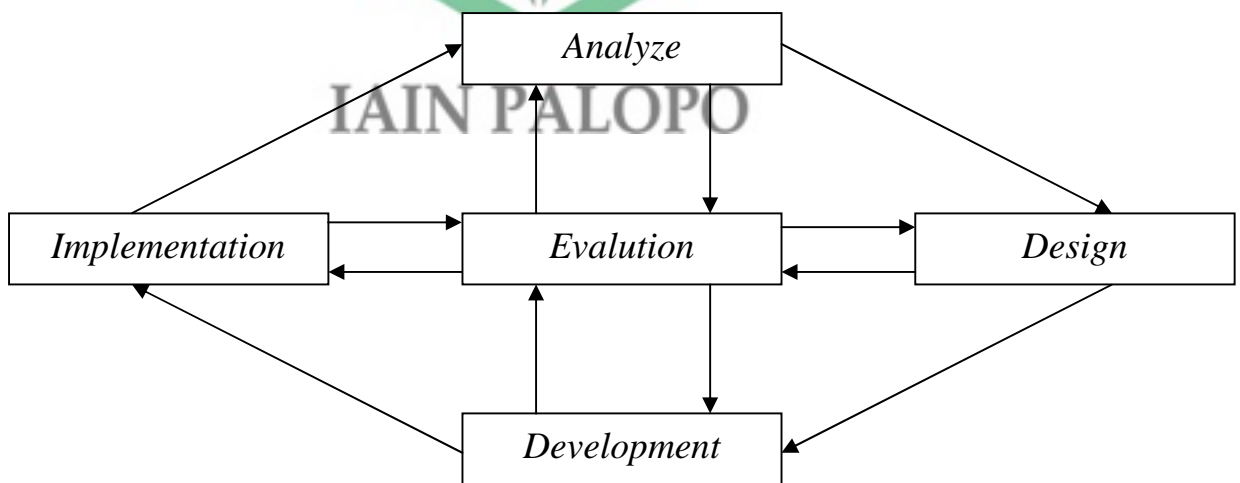 Analyze
IAIN PALOPO
Implementation
Evalution
Design
Development